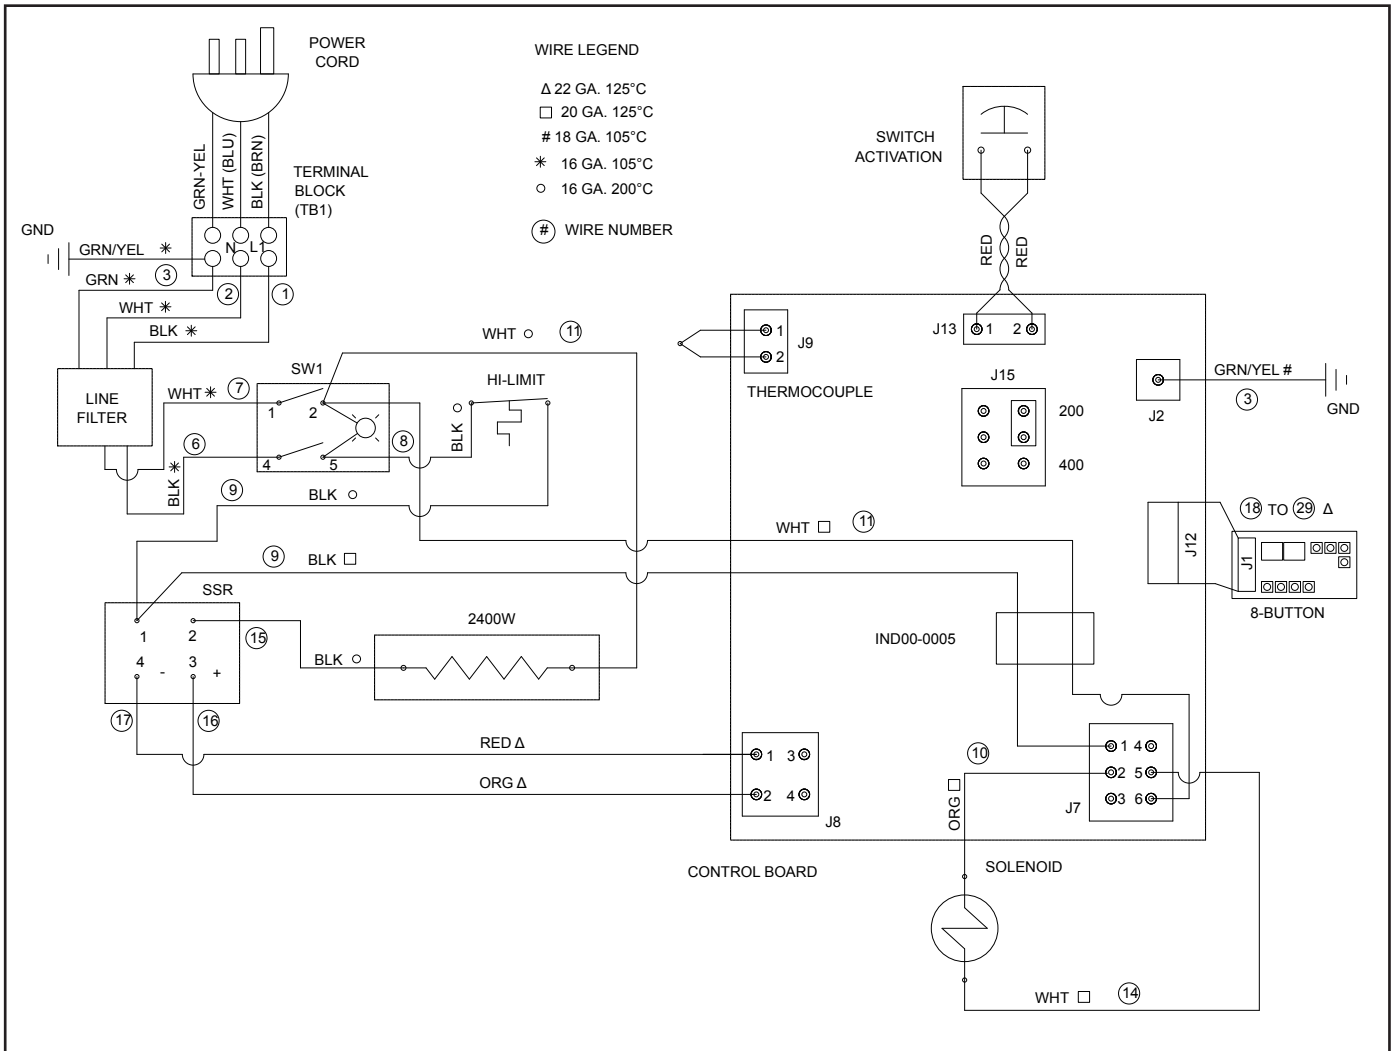 POWER
CORD
WIRE LEGEND
Δ 22 GA. 125°C
□ 20 GA. 125°C
# 18 GA. 105°C
✳ 16 GA. 105°C
○ 16 GA. 200°C
# WIRE NUMBER
SWITCH
ACTIVATION
GRN-YEL
WHT (BLU)
BLK (BRN)
TERMINAL
BLOCK
(TB1)
N L1
GND
GRN/YEL ✳
3
GRN ✳
2
1
WHT ✳
BLK ✳
RED
RED
J13 1 2
1
2
J9
THERMOCOUPLE
WHT ○ 11
SW1
HI-LIMIT
LINE
FILTER
WHT ✳ 7
1 2
6
4 5
8
BLK ○
BLK ✳
9 BLK ○
J15
200
400
J2
GRN/YEL #
3
GND
WHT □ 11
18 TO 29 Δ
J12
J1
8-BUTTON
9 BLK □
SSR
1 2
4 - 3 +
15
BLK ○
2400W
IND00-0005
17
16
RED Δ
ORG Δ
1 3
2 4
J8
10
ORG □
1 4
2 5
3 6
J7
CONTROL BOARD
SOLENOID
WHT □ 14